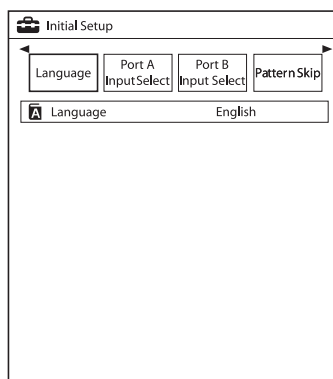 Initial Setup
Language
Port A
Input Select
Port B
Input Select
Pattern Skip
A Language English